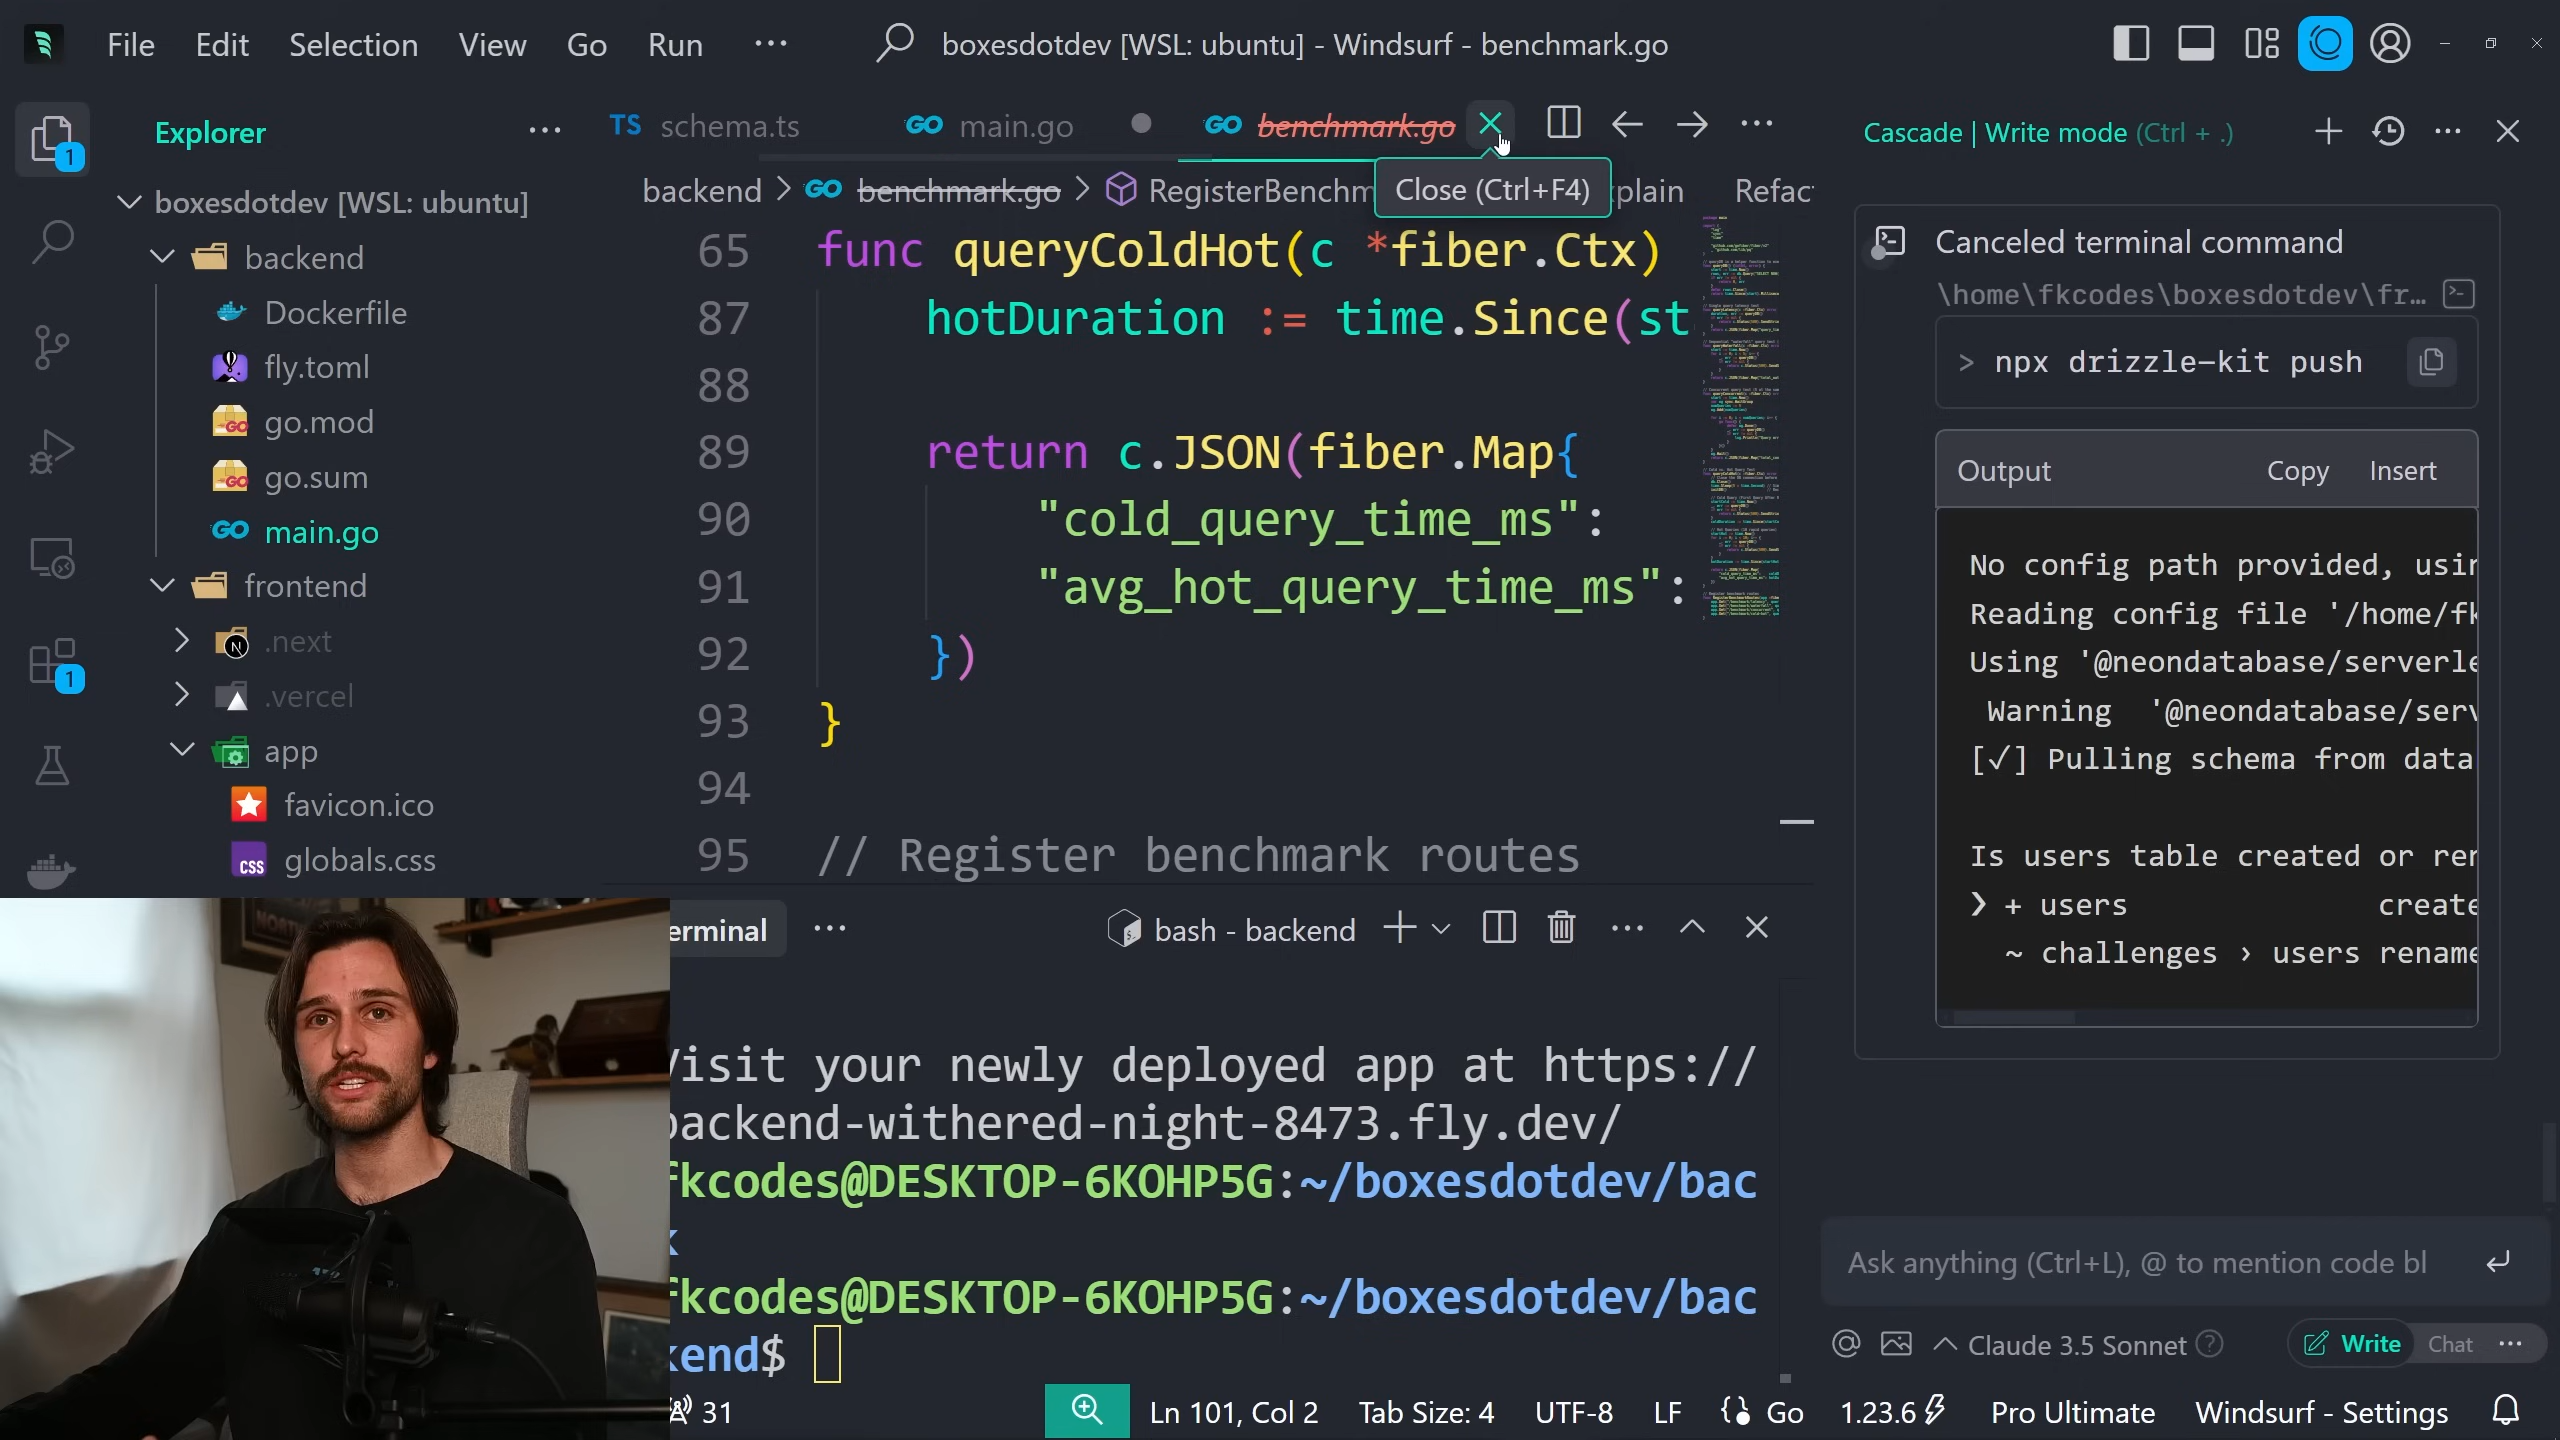 File Edit Selection View Go Run ···
boxesdotdev [WSL: ubuntu] - Windsurf - benchmark.go
Explorer ···
1
boxesdotdev [WSL: ubuntu]
backend
Dockerfile
fly.toml
go.mod
go.sum
GO main.go
frontend
.next
.vercel
app
favicon.ico
CSS globals.css
1
TS schema.ts
GO main.go
GO benchmark.go
Close (Ctrl+F4)
backend > GO benchmark.go > RegisterBenchm
plain Refac
65 func queryColdHot(c *fiber.Ctx)
87 hotDuration := time.Since(st
88
89 return c.JSON(fiber.Map{
90 "cold_query_time_ms":
91 "avg_hot_query_time_ms":
92 })
93 }
94
95 // Register benchmark routes
erminal ··· bash - backend
isit your newly deployed app at https://
backend-withered-night-8473.fly.dev/
fkcodes@DESKTOP-6KOHP5G:~/boxesdotdev/bac
k
fkcodes@DESKTOP-6KOHP5G:~/boxesdotdev/bac
kend$
Cascade | Write mode (Ctrl + .)
Canceled terminal command
\home\fkcodes\boxesdotdev\fr...
> npx drizzle-kit push
Output Copy Insert
No config path provided, usin
Reading config file '/home/fk
Using '@neondatabase/serverle
Warning '@neondatabase/serv
[✓] Pulling schema from data
Is users table created or ren
❯ + users create
~ challenges › users rename
Ask anything (Ctrl+L), @ to mention code bl
Claude 3.5 Sonnet Write Chat ···
31 Ln 101, Col 2 Tab Size: 4 UTF-8 LF Go 1.23.6 Pro Ultimate Windsurf - Settings